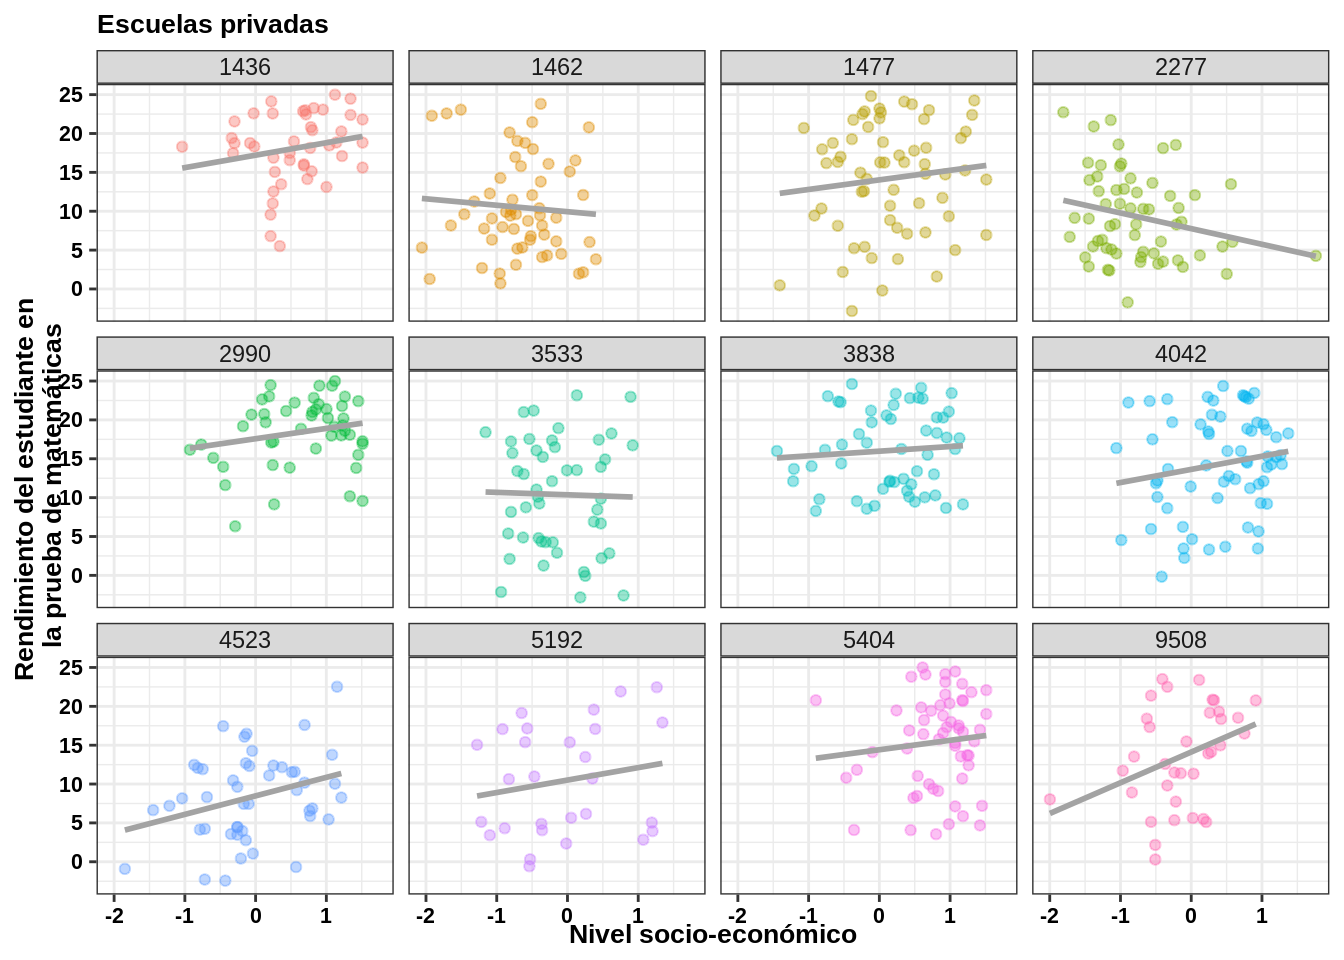 Escuelas privadas
1436 1462 1477 2277
25
20
15
10
5
0
2990 3533 3838 4042
25
20
15
10
5
0
4523 5192 5404 9508
25
20
15
10
5
0
-2 -1 0 1 -2 -1 0 1 -2 -1 0 1 -2 -1 0 1
Nivel socio-económico
Rendimiento del estudiante en
la prueba de matemáticas